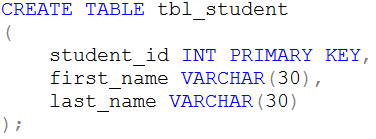 CREATE TABLE tbl_student
(
    student_id INT PRIMARY KEY,
    first_name VARCHAR(30),
    last_name VARCHAR(30)
);